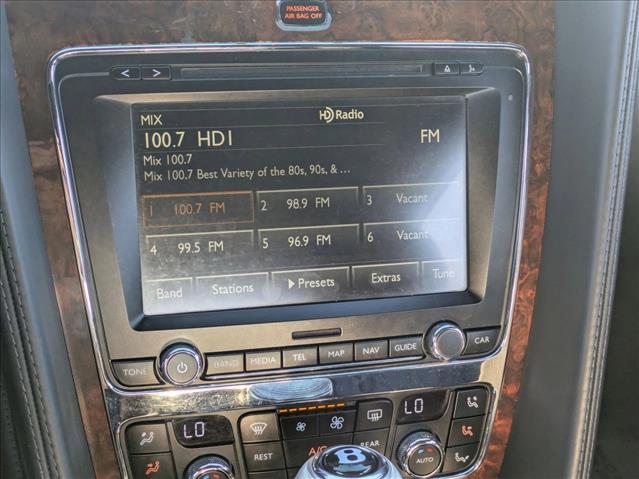 PASSENGER
AIR BAG OFF
MIX
HD Radio
100.7 HD1 FM
Mix 100.7
Mix 100.7 Best Variety of the 80s, 90s, & ...
1 100.7 FM 2 98.9 FM 3 Vacant
4 99.5 FM 5 96.9 FM 6 Vacant
Band Stations Presets Extras Tune
TONE BAND MEDIA TEL MAP NAV GUIDE CAR
LO LO
REST A/C REAR AUTO
B